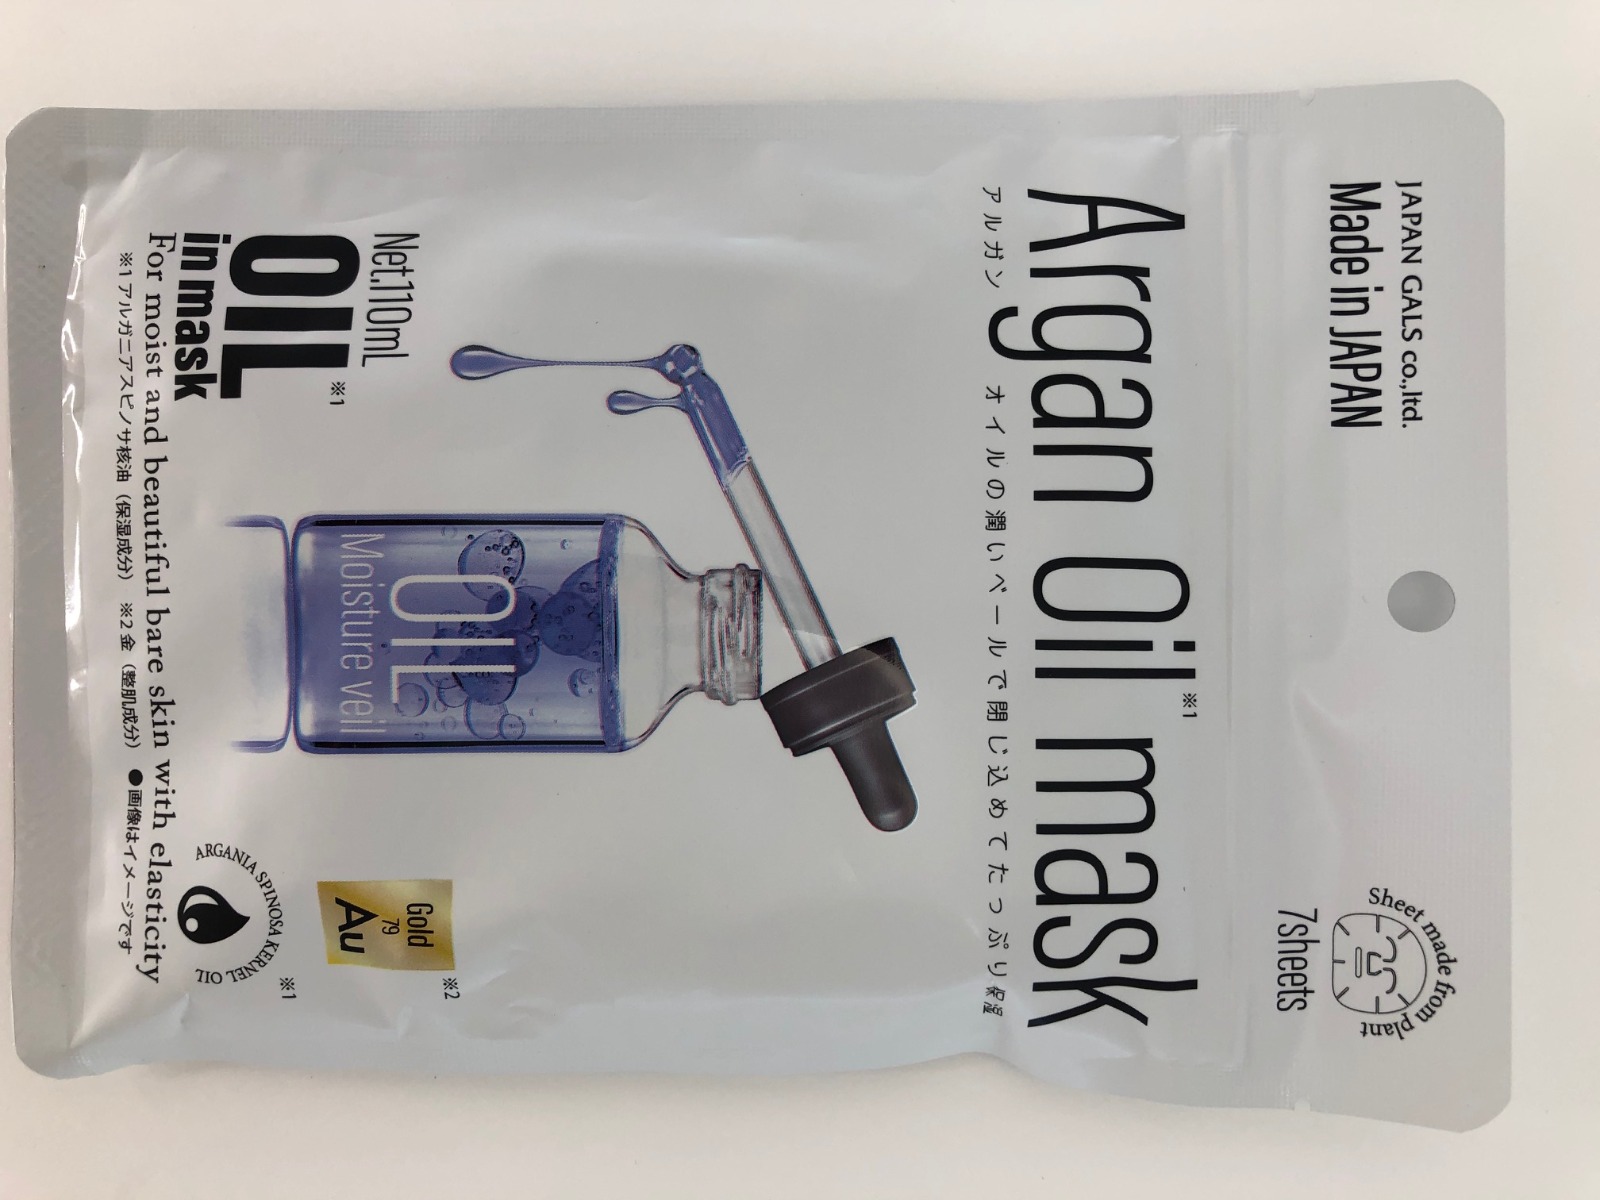 JAPAN GALS co.,ltd.
Made in JAPAN
Sheet made from plant
7sheets
Argan Oil mask ※1
アルガン オイルの潤いベールで閉じ込めてたっぷり保湿
OIL
Moisture veil
Net.110mL
OIL ※1
in mask
Gold
79
Au
※2
ARGANIA SPINOSA KERNEL OIL
※1
For moist and beautiful bare skin with elasticity
※1 アルガニアスピノサ核油（保湿成分） ※2 金（整肌成分） ●画像はイメージです